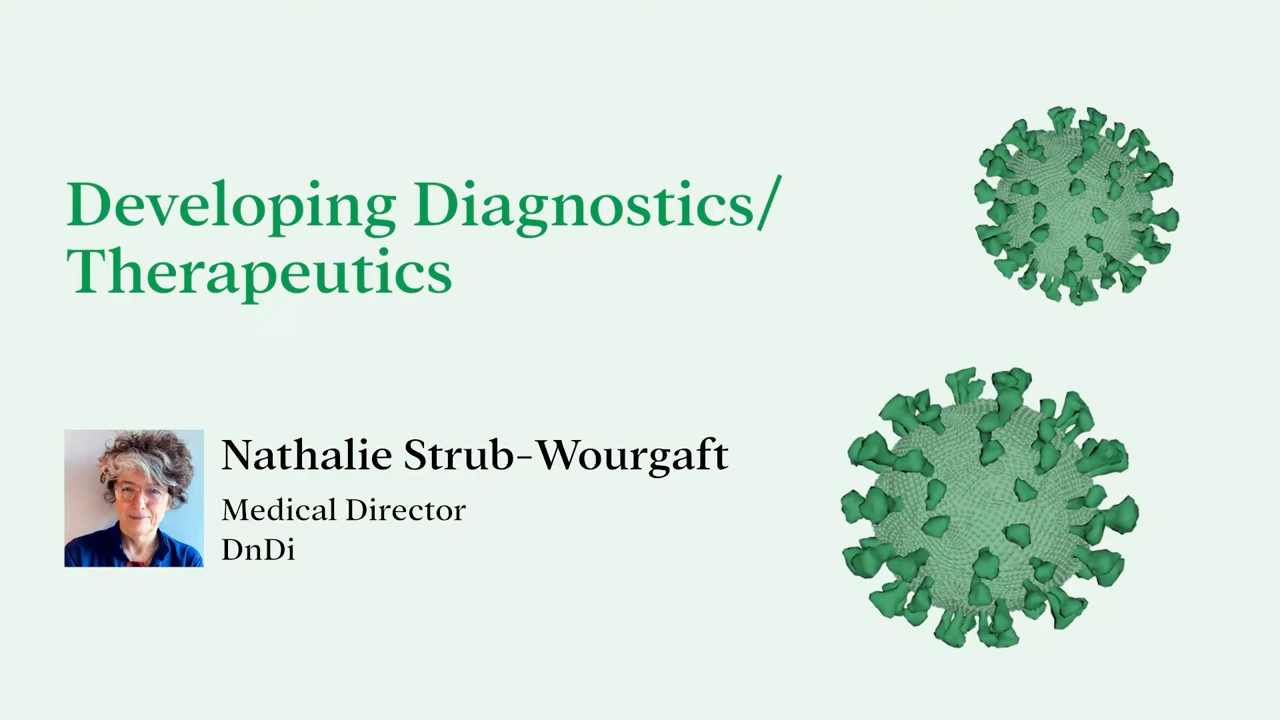 Developing Diagnostics/
Therapeutics
Nathalie Strub-Wourgaft
Medical Director
DnDi